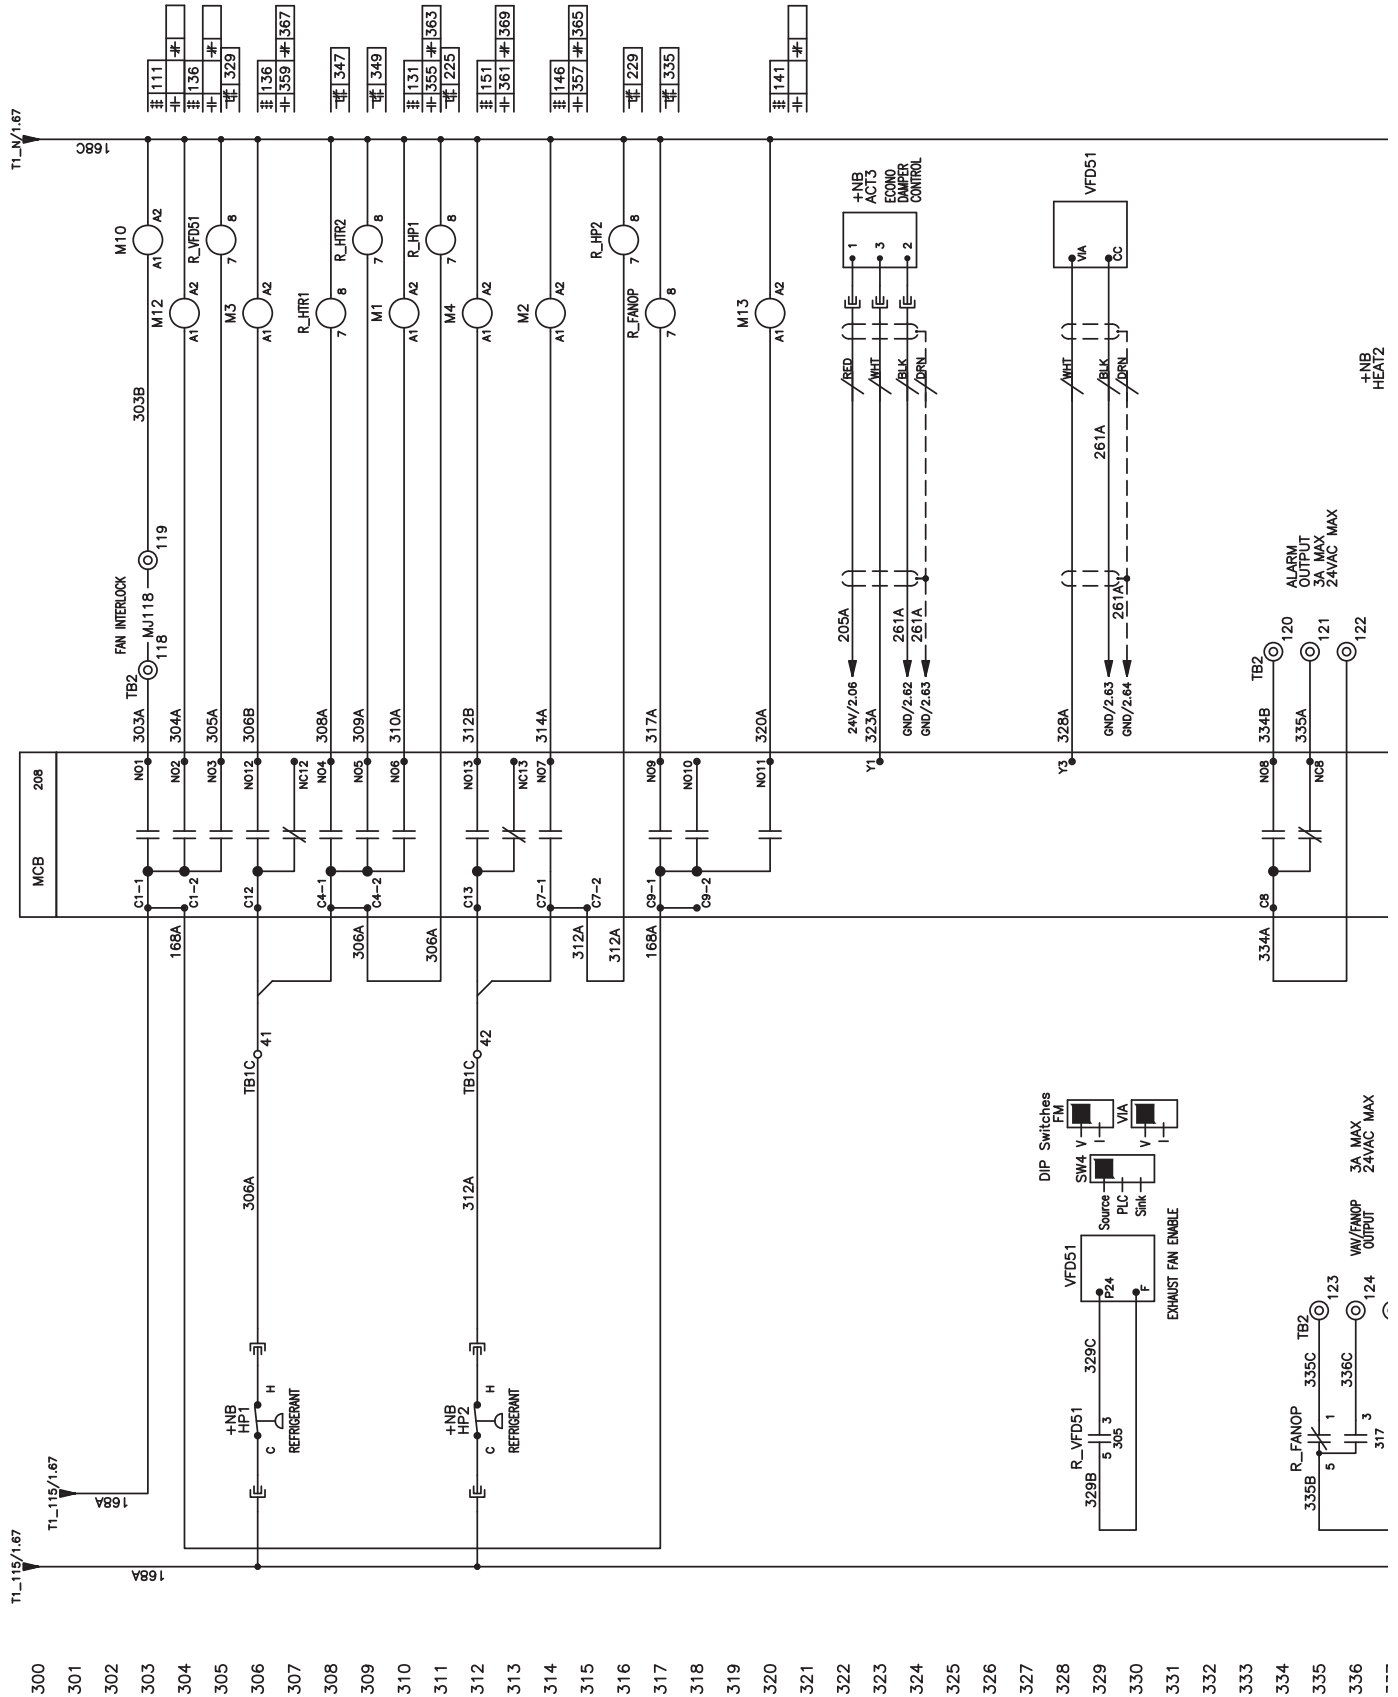 300
301
302
303
304
305
306
307
308
309
310
311
312
313
314
315
316
317
318
319
320
321
322
323
324
325
326
327
328
329
330
331
332
333
334
335
336
T1_115/1.67
168A
T1_115/1.67
168A
T1_N/1.67
168C
MCB 208
C1-1 NO1 303A TB2 118 MJ118 119 303B M10 A1 A2 111
FAN INTERLOCK
168A C1-2 NO2 304A M12 A1 A2 136
NO3 305A R_VFD51 7 8 329
+NB
HP1
C H
REFRIGERANT
306A TB1C 41 C12 NO12 306B M3 A1 A2 136
359 367
NC12
C4-1 NO4 308A R_HTR1 7 8 347
306A C4-2 NO5 309A R_HTR2 7 8 349
NO6 310A M1 A1 A2 131
355 363
306A R_HP1 7 8 225
+NB
HP2
C H
REFRIGERANT
312A TB1C 42 C13 NO13 312B M4 A1 A2 151
361 369
NC13
C7-1 NO7 314A M2 A1 A2 146
357 365
312A C7-2
312A R_HP2 7 8 229
168A C9-1 NO9 317A R_FANOP 7 8 335
C9-2 NO10
NO11 320A M13 A1 A2 141
24V/2.06 205A RED 1
Y1 323A WHT 3
GND/2.62 261A BLK 2
GND/2.63 261A DRN
+NB
ACT3
ECONO
DAMPER
CONTROL
Y3 328A WHT VIA
GND/2.63 261A BLK CC
GND/2.64 261A DRN
VFD51
R_VFD51
329B 5 3 329C
305
VFD51
P24
F
EXHAUST FAN ENABLE
DIP Switches
SW4
Source
PLC
Sink
FM
V
I
VIA
V
I
334A C8 NO8 334B TB2 120
NC8 335A 121
122
ALARM
OUTPUT
3A MAX
24VAC MAX
R_FANOP
335B 5 1 335C TB2 123
3 336C 124
317
VAV/FANOP
OUTPUT
3A MAX
24VAC MAX
+NB
HEAT2